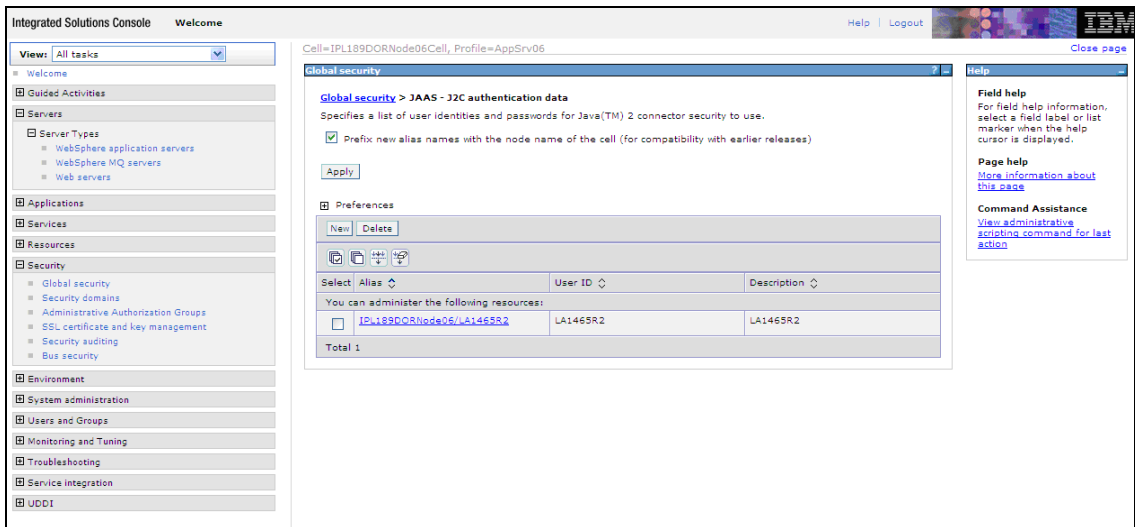 Integrated Solutions Console Welcome Help | Logout IBM
View: All tasks
Cell=IPL189DORNode06Cell, Profile=AppSrv06 Close page
Welcome
Guided Activities
Servers
Server Types
WebSphere application servers
WebSphere MQ servers
Web servers
Applications
Services
Resources
Security
Global security
Security domains
Administrative Authorization Groups
SSL certificate and key management
Security auditing
Bus security
Environment
System administration
Users and Groups
Monitoring and Tuning
Troubleshooting
Service integration
UDDI
Global security ? -
Global security > JAAS - J2C authentication data
Specifies a list of user identities and passwords for Java(TM) 2 connector security to use.
Prefix new alias names with the node name of the cell (for compatibility with earlier releases)
Apply
Preferences
New Delete
Select Alias User ID Description
You can administer the following resources:
IPL189DORNode06/LA1465R2 LA1465R2 LA1465R2
Total 1
Help -
Field help
For field help information,
select a field label or list
marker when the help
cursor is displayed.
Page help
More information about
this page
Command Assistance
View administrative
scripting command for last
action